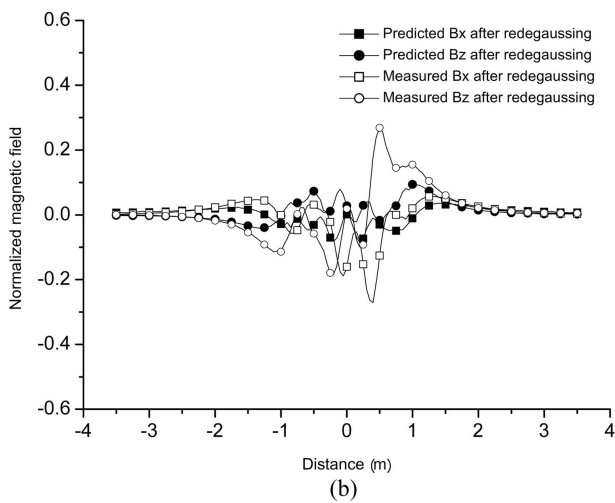 0.6
0.4
0.2
0.0
-0.2
-0.4
-0.6
Normalized magnetic field
Predicted Bx after redegaussing
Predicted Bz after redegaussing
Measured Bx after redegaussing
Measured Bz after redegaussing
-4 -3 -2 -1 0 1 2 3 4
Distance (m)
(b)